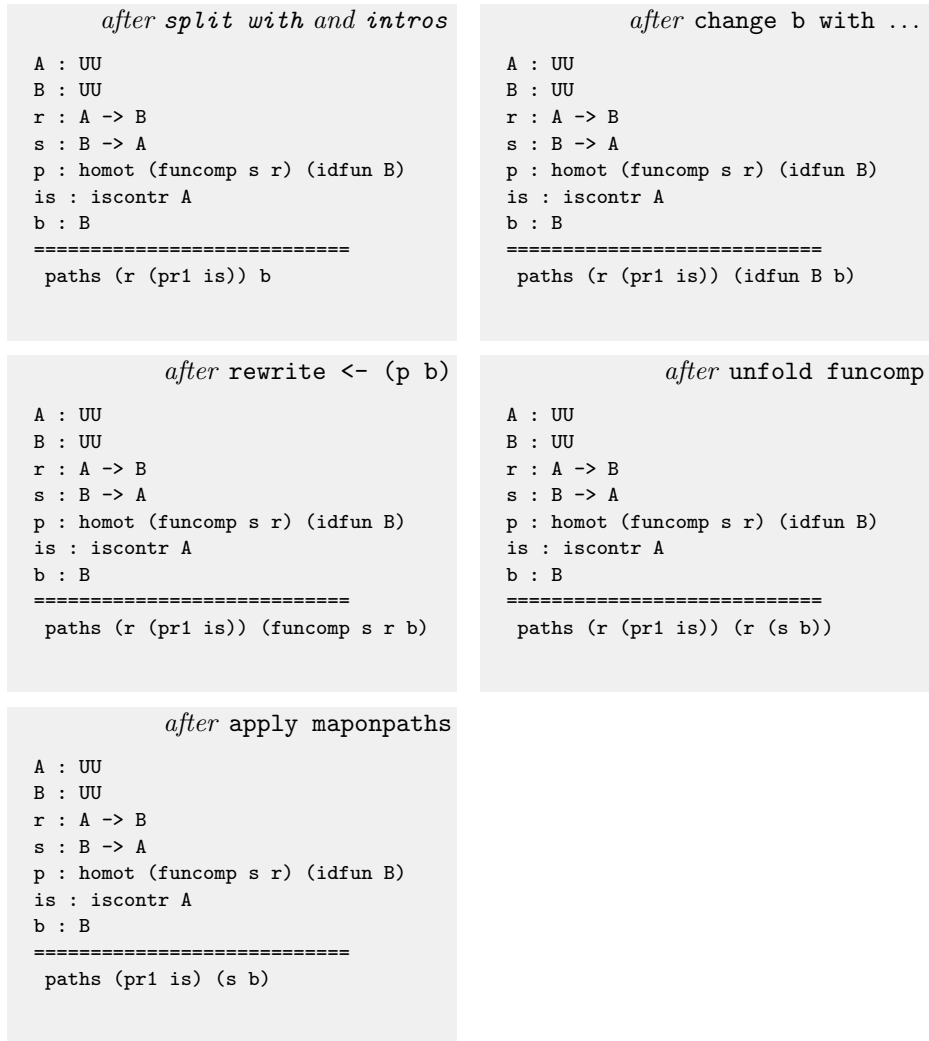 after split with and intros
A : UU
B : UU
r : A -> B
s : B -> A
p : homot (funcomp s r) (idfun B)
is : iscontr A
b : B
============================
paths (r (pr1 is)) b
after change b with ...
A : UU
B : UU
r : A -> B
s : B -> A
p : homot (funcomp s r) (idfun B)
is : iscontr A
b : B
============================
paths (r (pr1 is)) (idfun B b)
after rewrite <- (p b)
A : UU
B : UU
r : A -> B
s : B -> A
p : homot (funcomp s r) (idfun B)
is : iscontr A
b : B
============================
paths (r (pr1 is)) (funcomp s r b)
after unfold funcomp
A : UU
B : UU
r : A -> B
s : B -> A
p : homot (funcomp s r) (idfun B)
is : iscontr A
b : B
============================
paths (r (pr1 is)) (r (s b))
after apply maponpaths
A : UU
B : UU
r : A -> B
s : B -> A
p : homot (funcomp s r) (idfun B)
is : iscontr A
b : B
============================
paths (pr1 is) (s b)